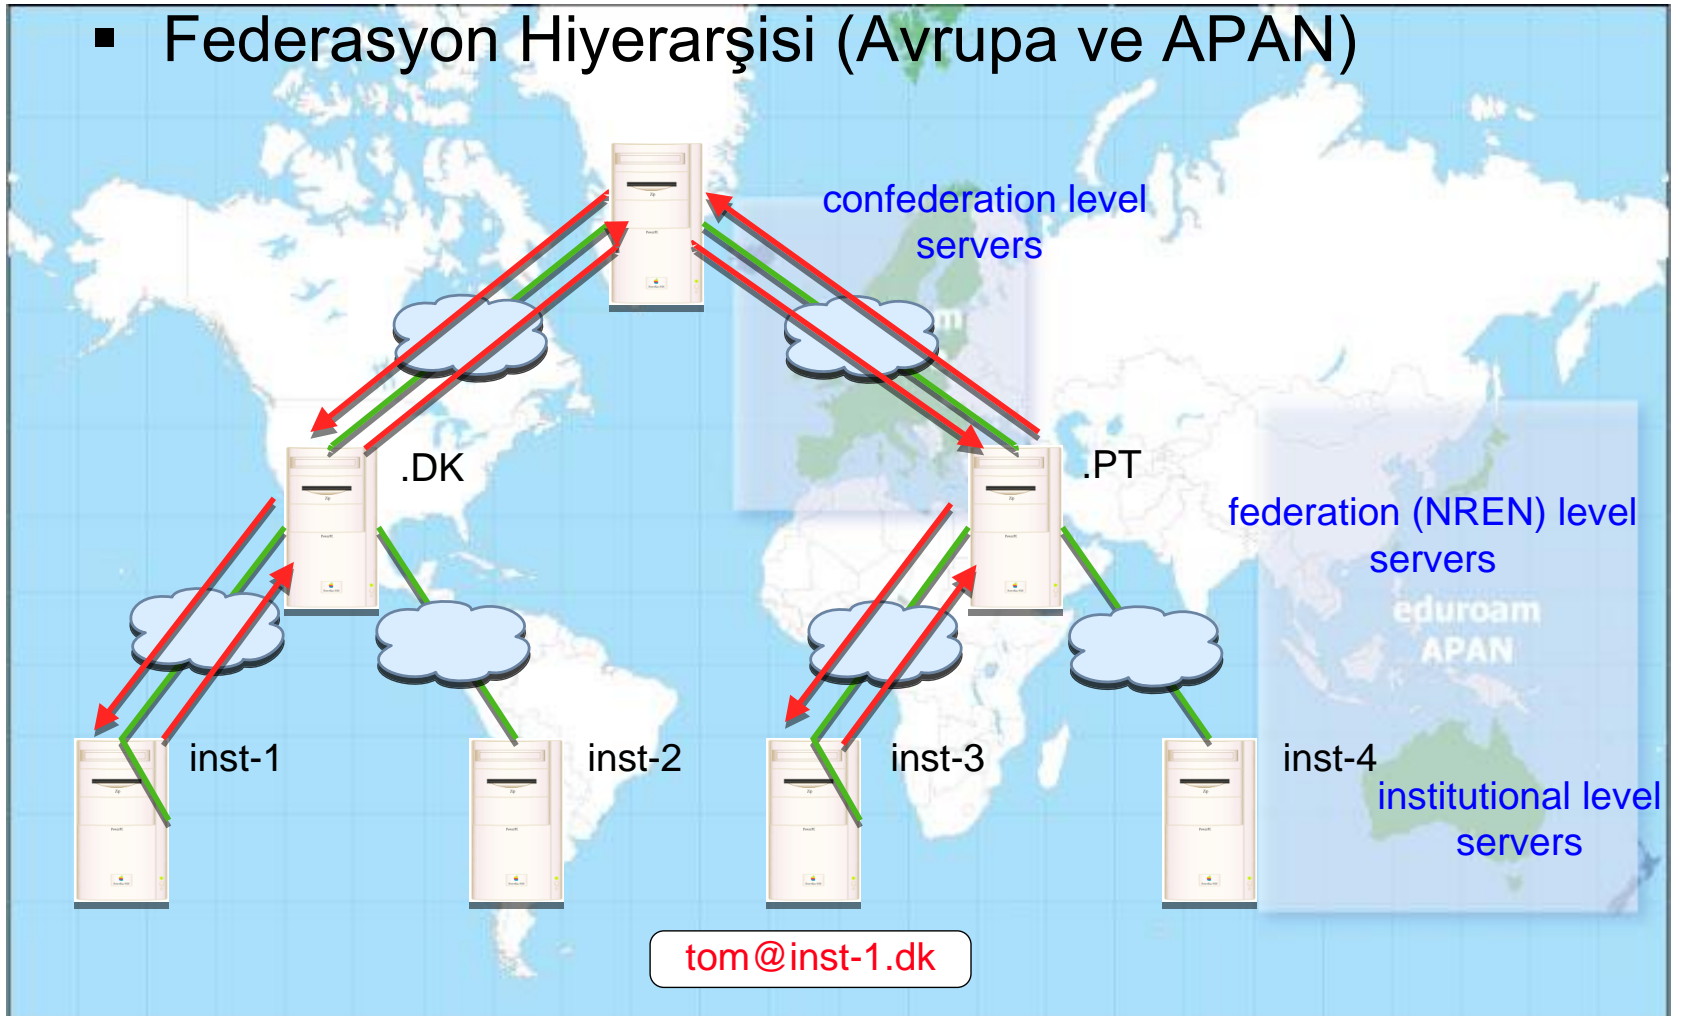 ▪ Federasyon Hiyerarşisi (Avrupa ve APAN)
confederation level
servers
m
.DK
.PT
federation (NREN) level
servers
eduroam
APAN
inst-1
inst-2
inst-3
inst-4
institutional level
servers
tom@inst-1.dk